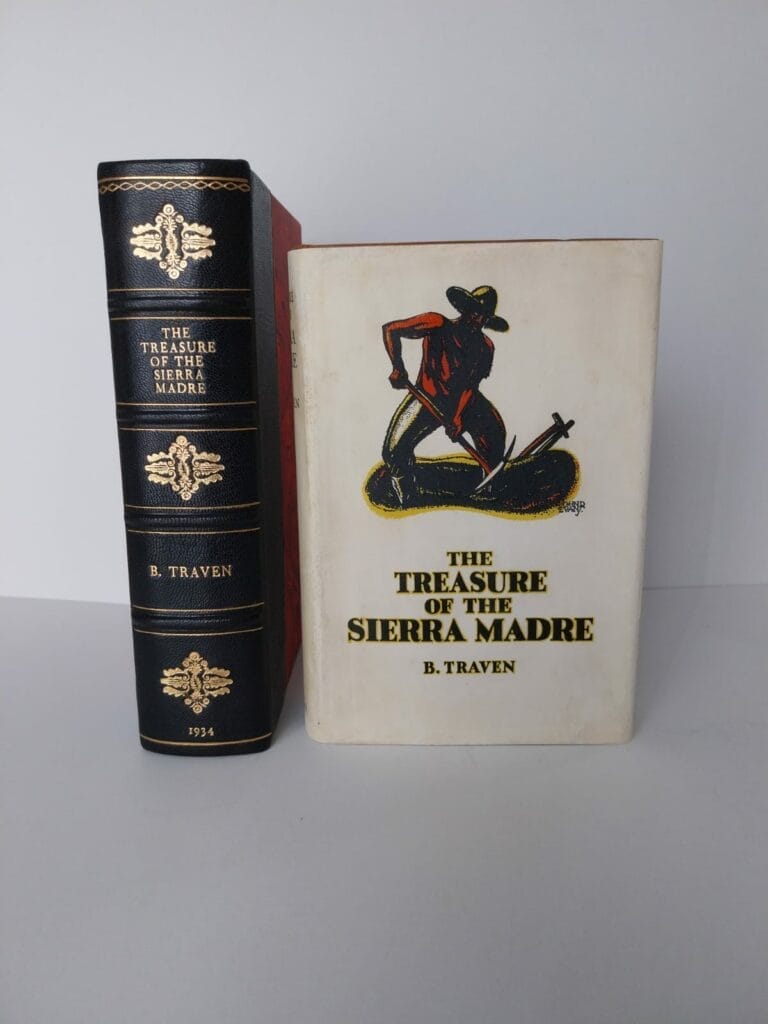 THE
TREASURE
OF THE
SIERRA
MADRE
B. TRAVEN
1934
THE
TREASURE
OF THE
SIERRA MADRE
B. TRAVEN